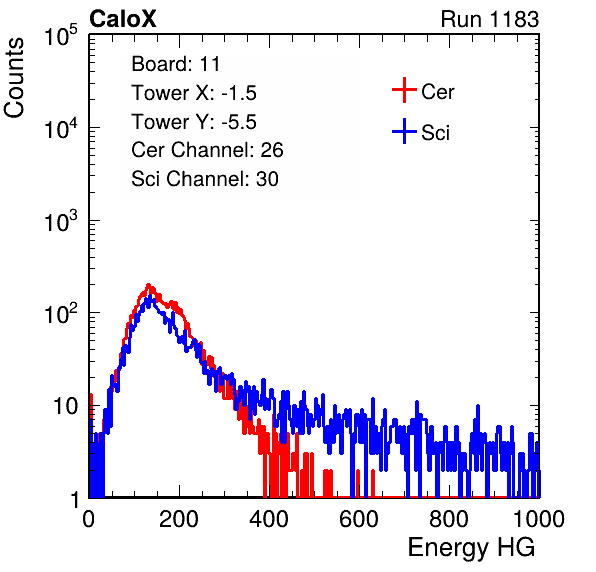 CaloX Run 1183
Counts
10^5
10^4
10^3
10^2
10
1
Board: 11
Tower X: -1.5
Tower Y: -5.5
Cer Channel: 26
Sci Channel: 30
Cer
Sci
0 200 400 600 800 1000
Energy HG